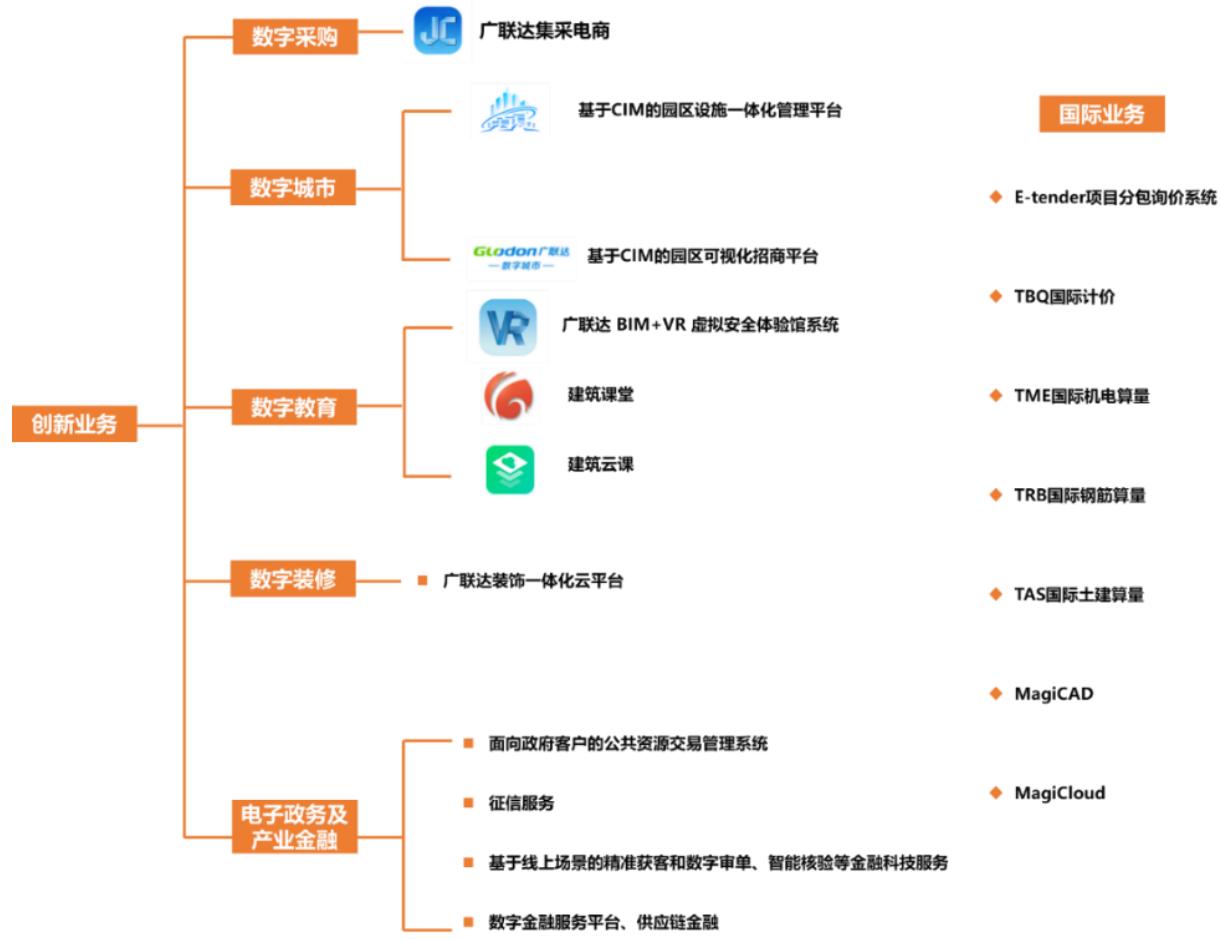 数字采购
JC
广联达集采电商
基于CIM的园区设施一体化管理平台
数字城市
Glodon广联达
数字城市
基于CIM的园区可视化招商平台
VR
广联达 BIM+VR 虚拟安全体验馆系统
数字教育
建筑课堂
建筑云课
创新业务
数字装修
广联达装饰一体化云平台
电子政务及
产业金融
面向政府客户的公共资源交易管理系统
征信服务
基于线上场景的精准获客和数字审单、智能核验等金融科技服务
数字金融服务平台、供应链金融
国际业务
E-tender项目分包询价系统
TBQ国际计价
TME国际机电算量
TRB国际钢筋算量
TAS国际土建算量
MagiCAD
MagiCloud